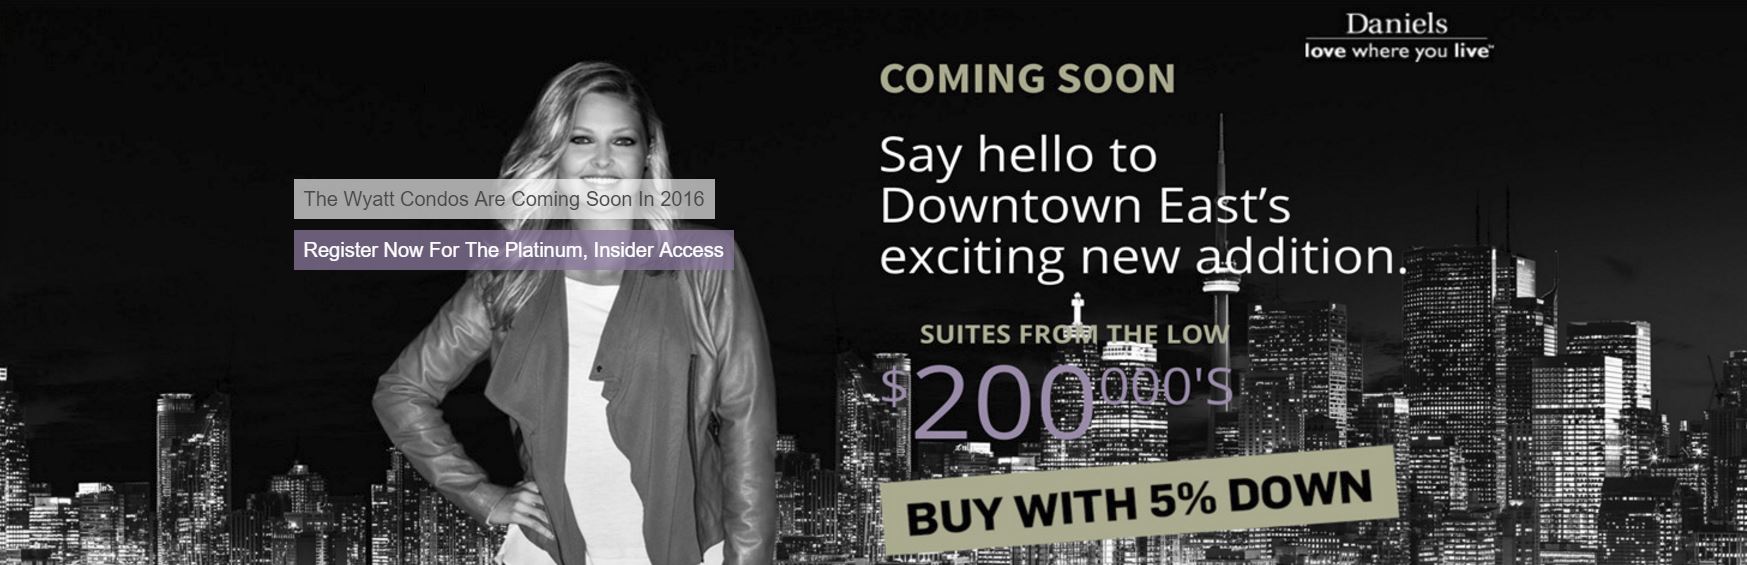 Daniels
love where you live™
COMING SOON
Say hello to
Downtown East's
exciting new addition.
The Wyatt Condos Are Coming Soon In 2016
Register Now For The Platinum, Insider Access
SUITES FROM THE LOW
$200000'S
BUY WITH 5% DOWN